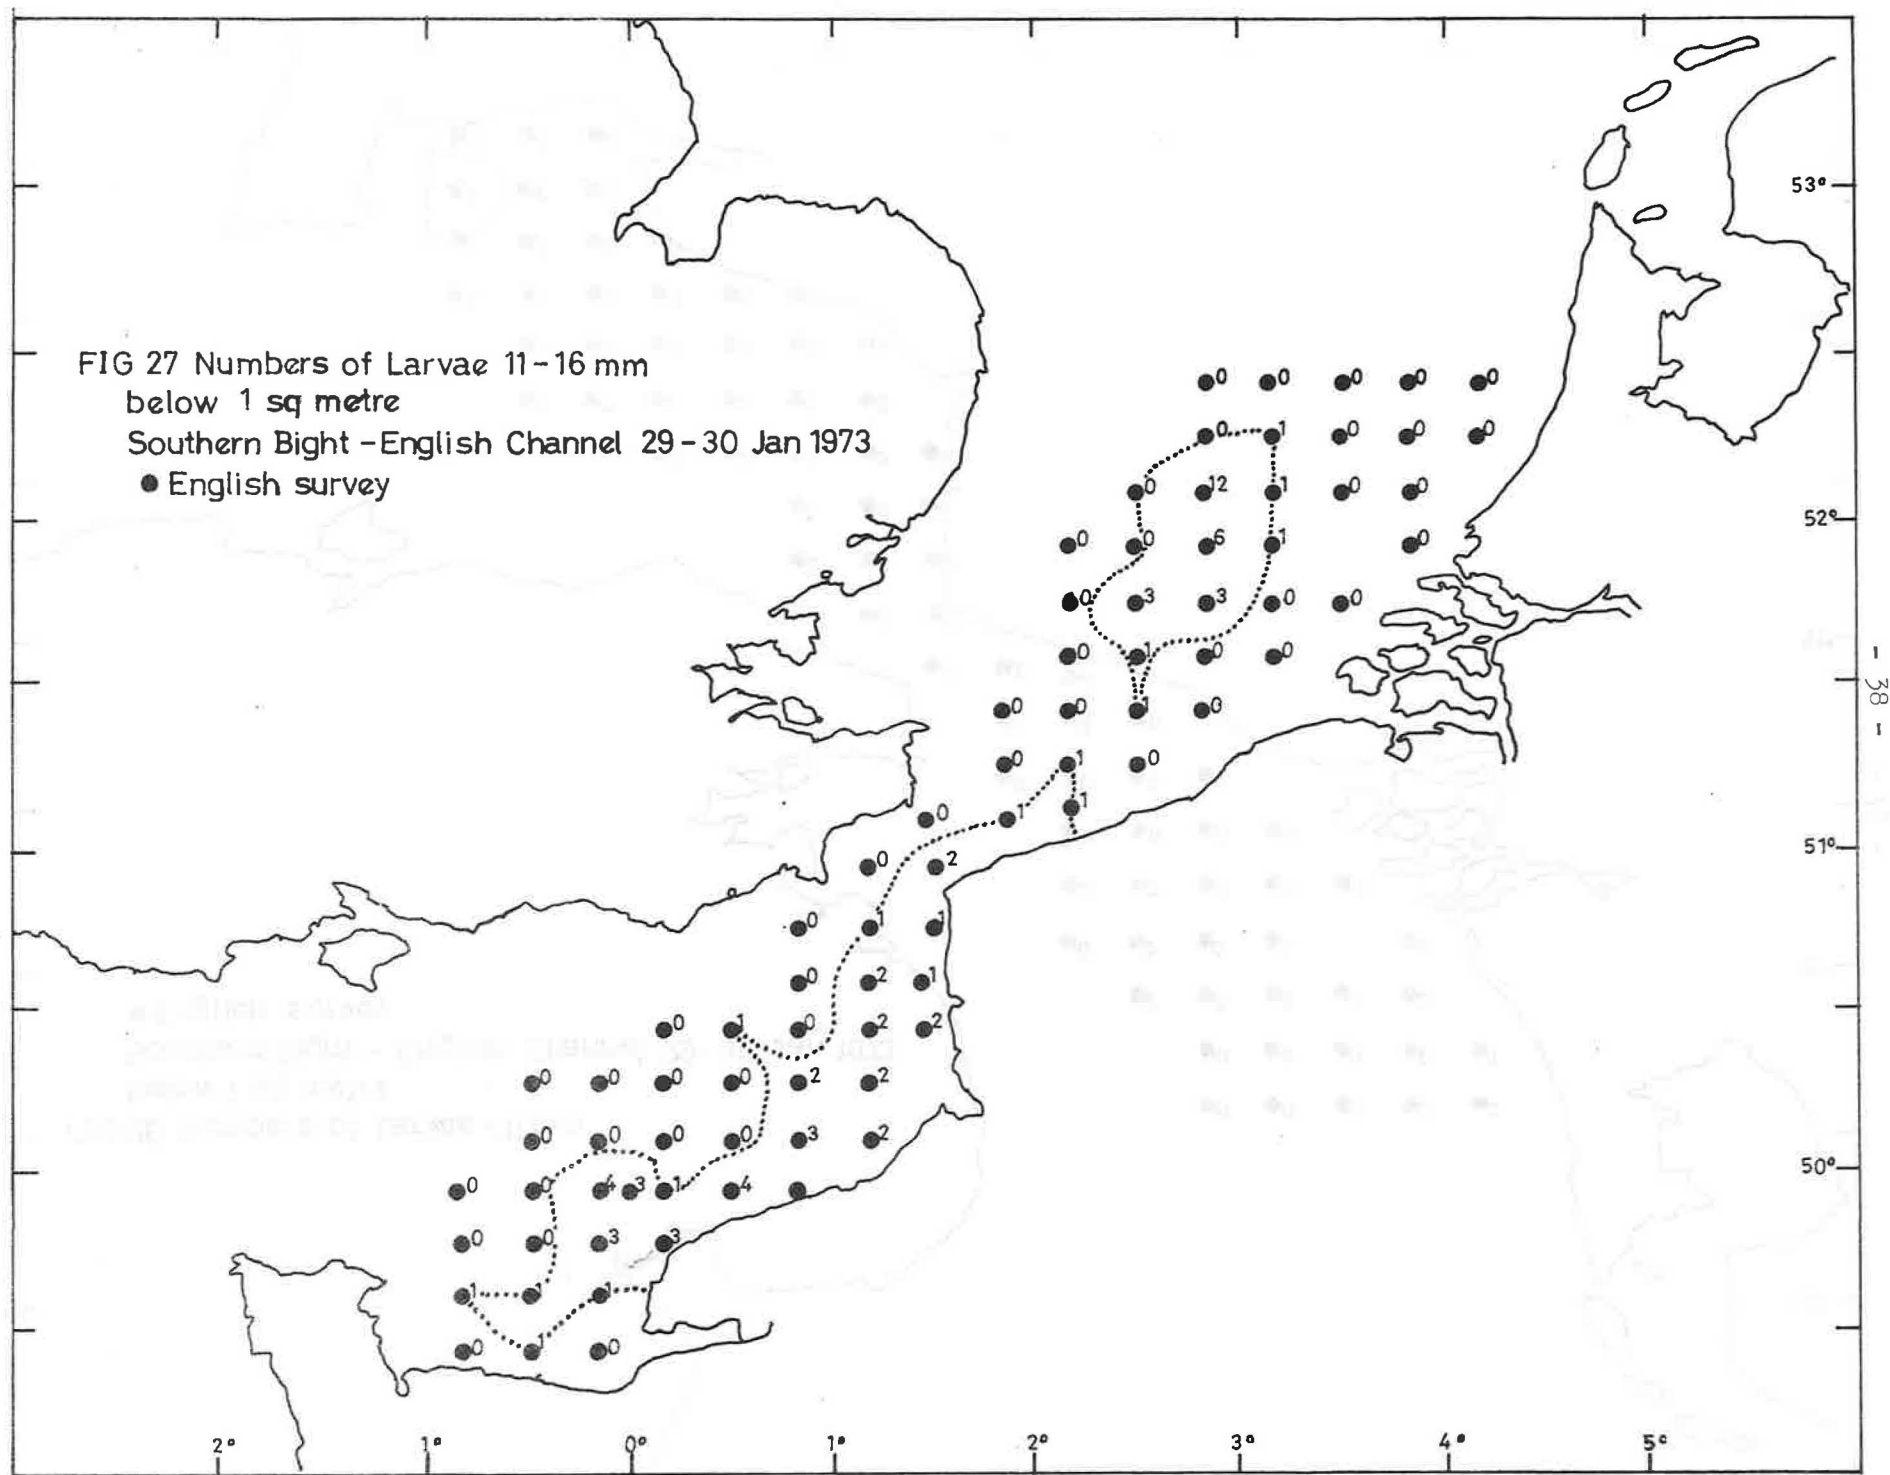 FIG 27 Numbers of Larvae 11-16 mm
below 1 sq metre
Southern Bight - English Channel 29-30 Jan 1973
● English survey
0 0 0 0 0
0 1 0 0 0
0 12 1 0 0
0 0 6 1 0
0 3 3 0 0
0 1 0 0
0 0 1 0
0 1 0
0 1 1
0 2
0 1 1
0 2 1
0 1 0 2 2
0 0 0 0 2 2
0 0 0 0 3 2
0 0 4 3 1 4
0 0 3 3
1 1 1
0 1 0
53°
52°
51°
50°
2° 1° 0° 1° 2° 3° 4° 5°
- 38 -